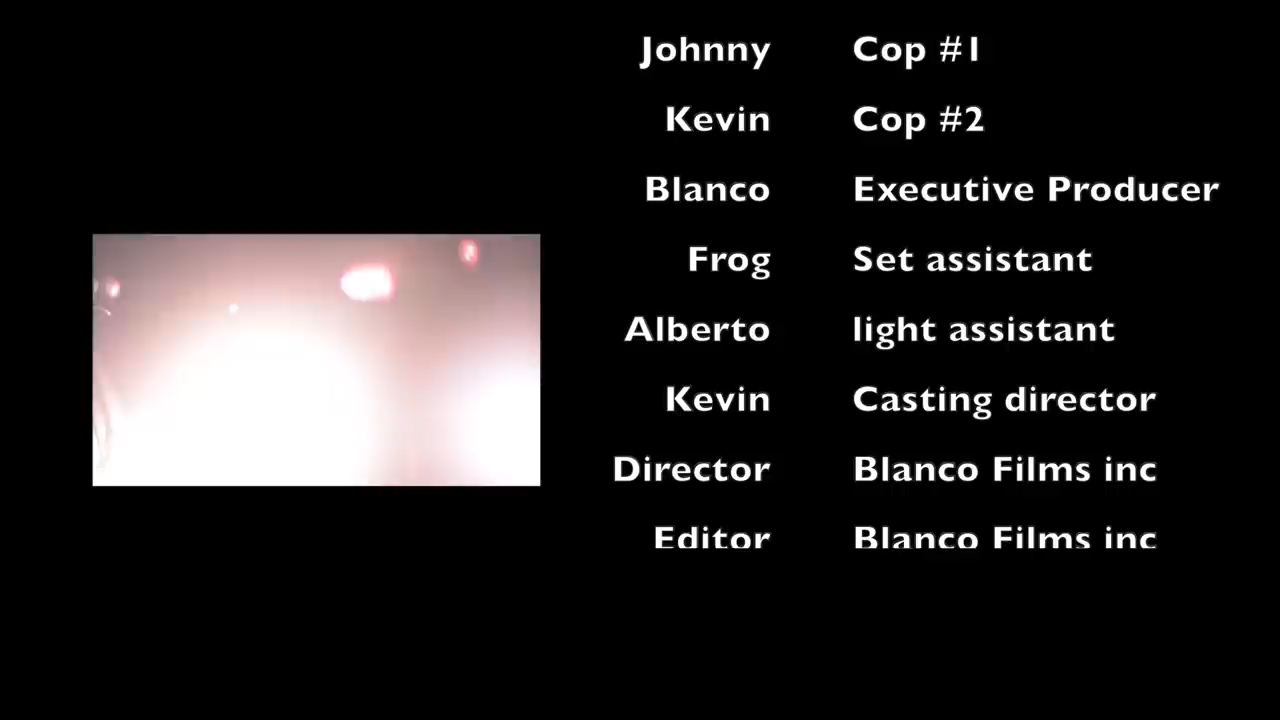 Johnny Cop #1
Kevin Cop #2
Blanco Executive Producer
Frog Set assistant
Alberto light assistant
Kevin Casting director
Director Blanco Films inc
Editor Blanco Films inc